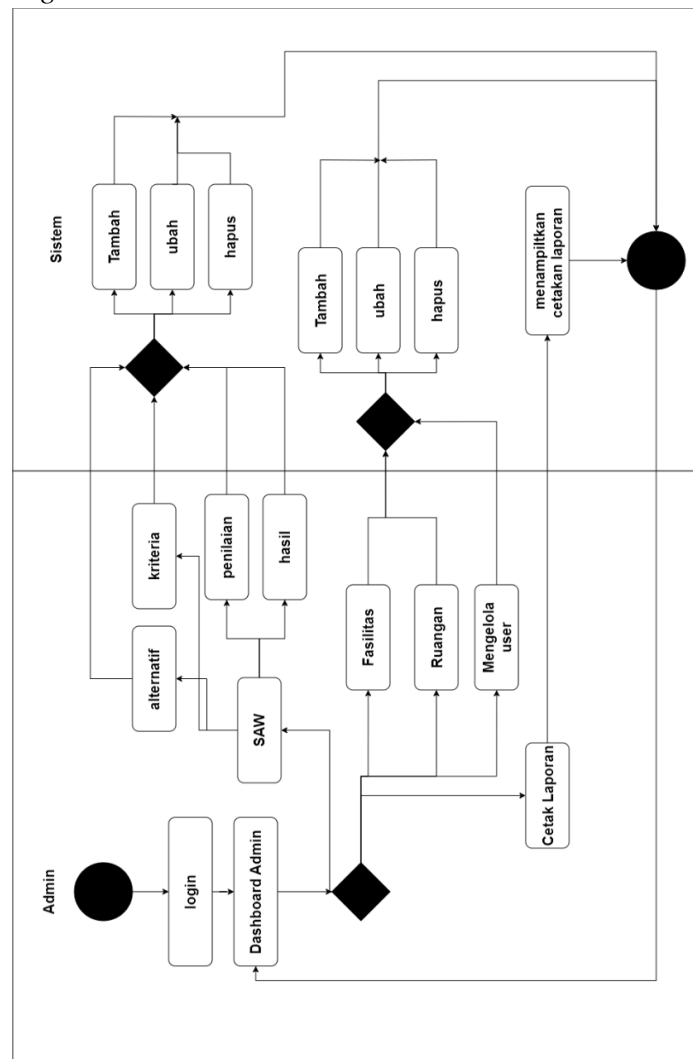 Admin
Sistem
login
Dashboard Admin
SAW
alternatif
kriteria
penilaian
hasil
Tambah
ubah
hapus
Fasilitas
Ruangan
Mengelola
user
Tambah
ubah
hapus
Cetak Laporan
menampiltkan
cetakan laporan